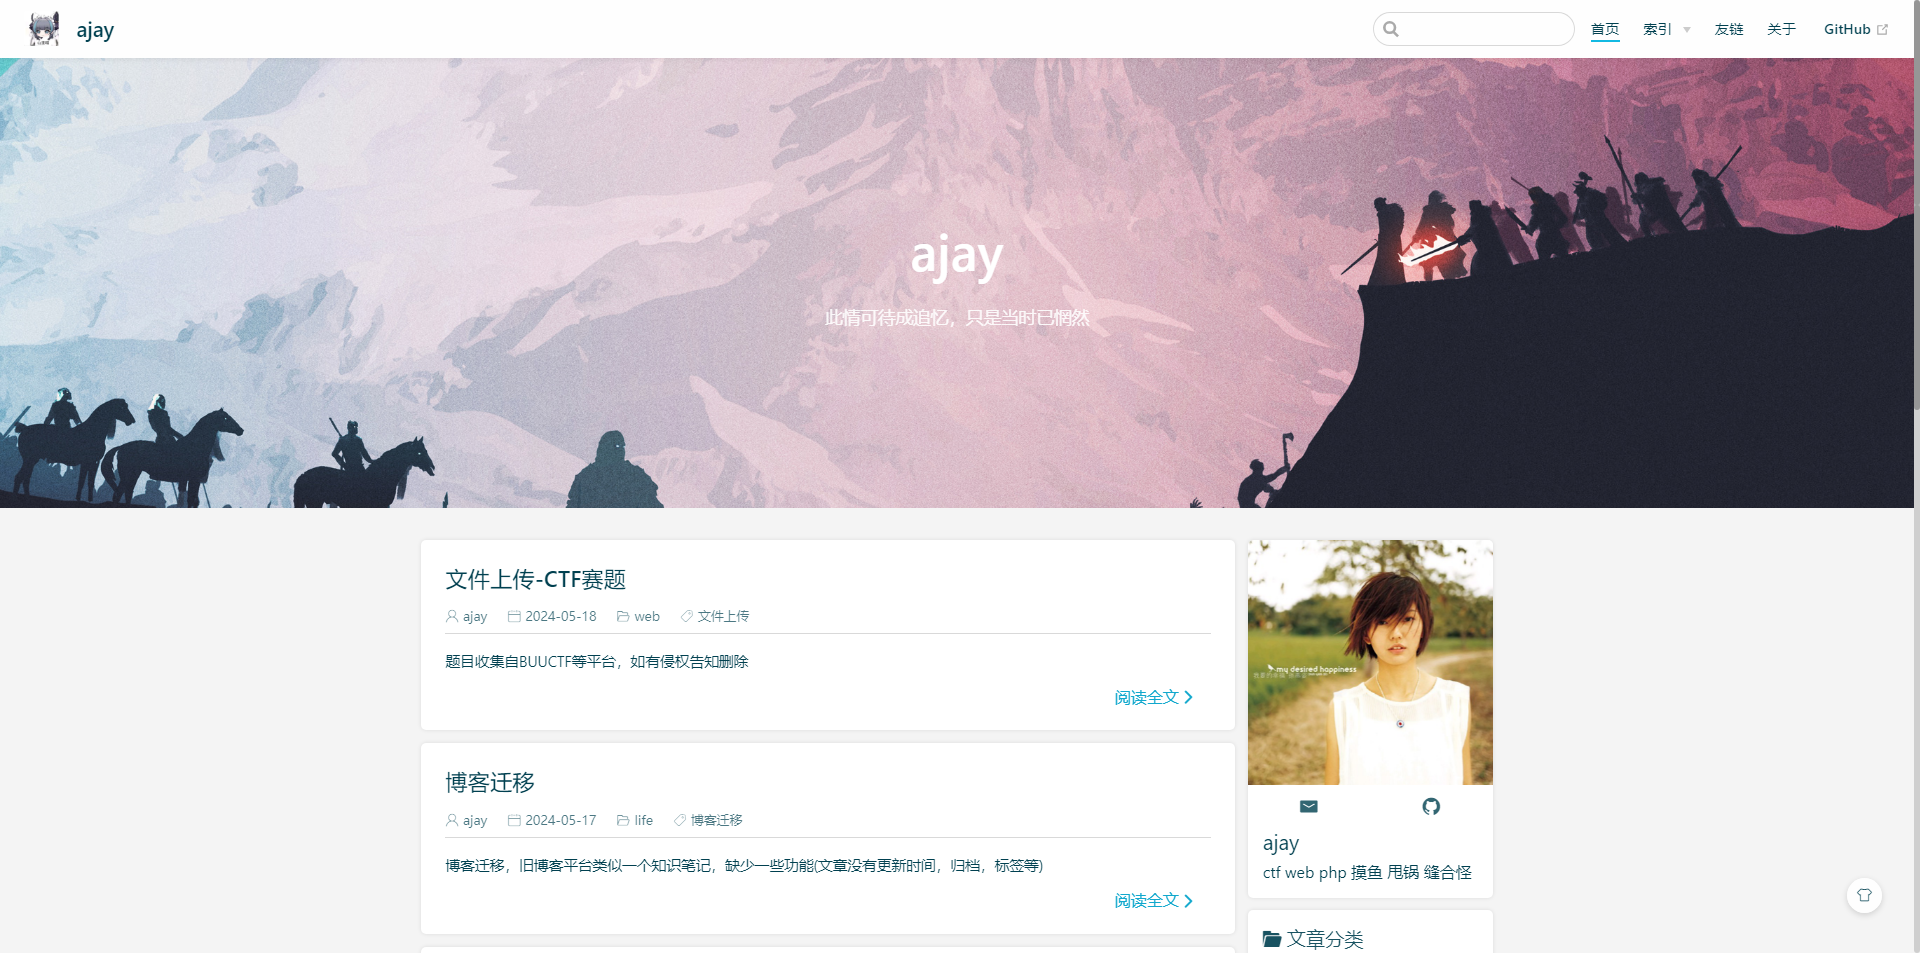 ajay
首页 索引 友链 关于 GitHub
ajay
此情可待成追忆，只是当时已惘然
文件上传-CTF赛题
ajay 2024-05-18 web 文件上传
题目收集自BUUCTF等平台，如有侵权告知删除
阅读全文
博客迁移
ajay 2024-05-17 life 博客迁移
博客迁移，旧博客平台类似一个知识笔记，缺少一些功能(文章没有更新时间，归档，标签等)
阅读全文
my desired happiness
ajay
ctf web php 摸鱼 甩锅 缝合怪
文章分类